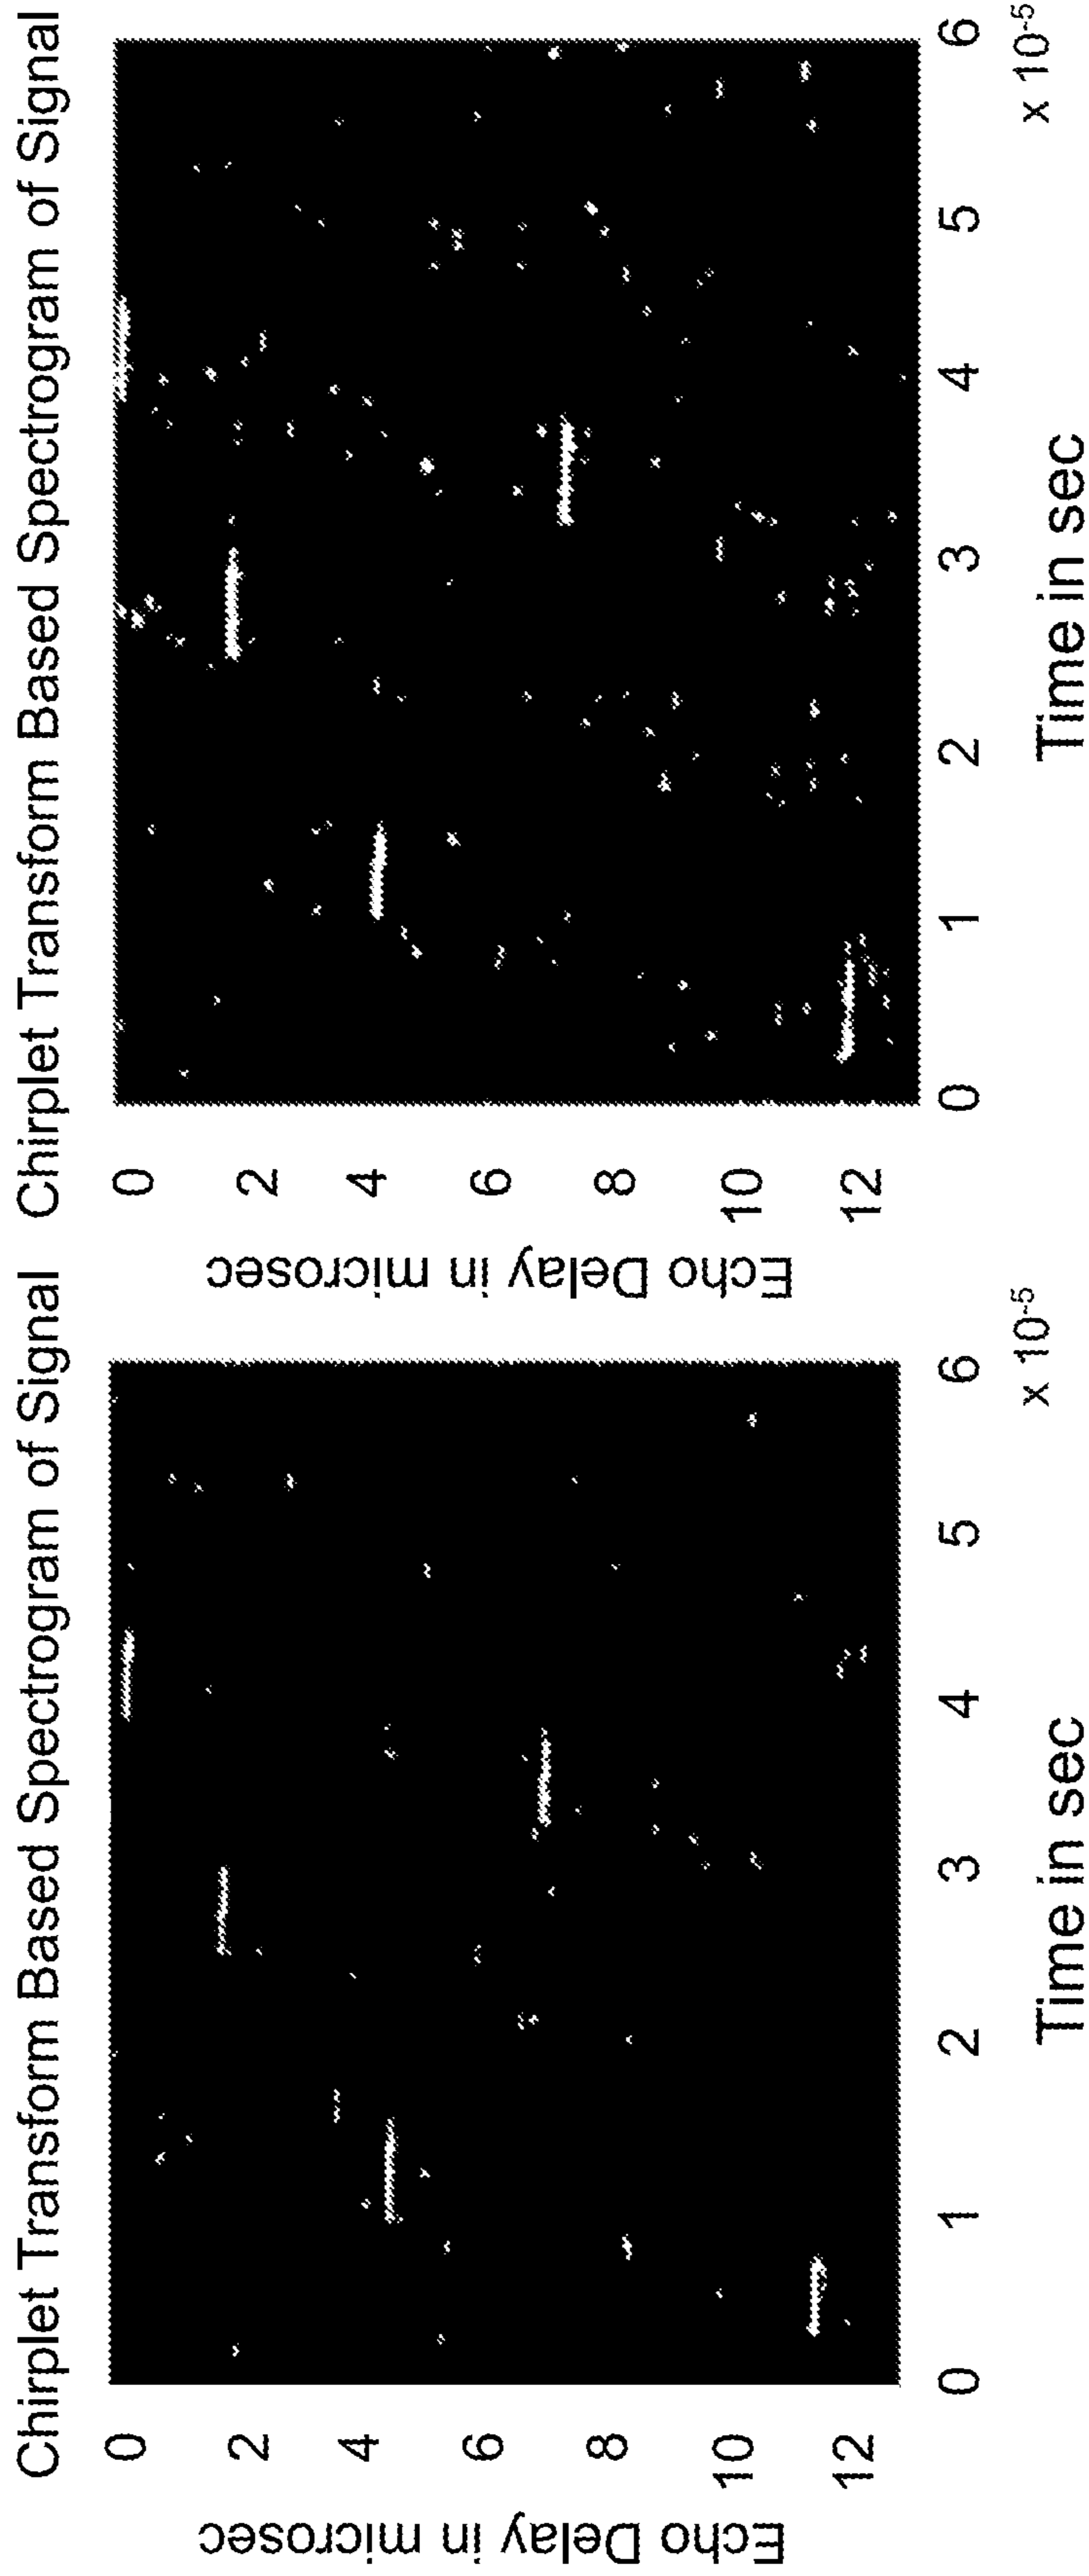 Chirplet Transform Based Spectrogram of Signal
0
2
4
6
8
10
12
Echo Delay in microsec
0 1 2 3 4 5 6
x 10-5
Time in sec
Chirplet Transform Based Spectrogram of Signal
0
2
4
6
8
10
12
Echo Delay in microsec
0 1 2 3 4 5 6
x 10-5
Time in sec